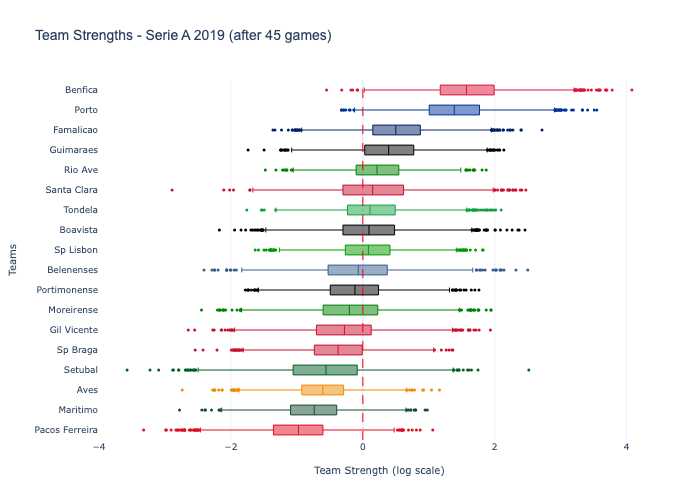 Team Strengths - Serie A 2019 (after 45 games)
Benfica
Porto
Famalicao
Guimaraes
Rio Ave
Santa Clara
Tondela
Boavista
Sp Lisbon
Belenenses
Portimonense
Moreirense
Gil Vicente
Sp Braga
Setubal
Aves
Maritimo
Pacos Ferreira
Teams
−4 −2 0 2 4
Team Strength (log scale)